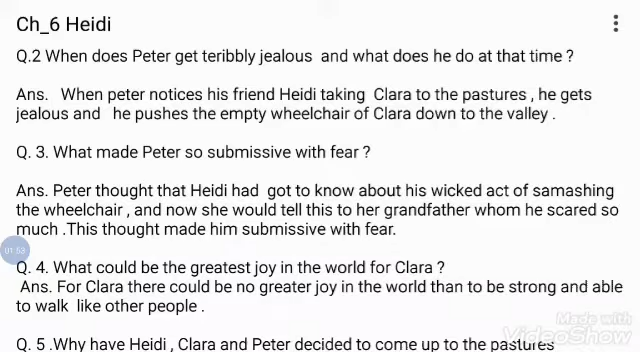 Ch_6 Heidi
Q.2 When does Peter get teribbly jealous and what does he do at that time ?
Ans. When peter notices his friend Heidi taking Clara to the pastures , he gets
jealous and he pushes the empty wheelchair of Clara down to the valley .
Q. 3. What made Peter so submissive with fear ?
Ans. Peter thought that Heidi had got to know about his wicked act of samashing
the wheelchair , and now she would tell this to her grandfather whom he scared so
much .This thought made him submissive with fear.
01:53
Q. 4. What could be the greatest joy in the world for Clara ?
Ans. For Clara there could be no greater joy in the world than to be strong and able
to walk like other people .
Made with
VideoShow
Q. 5 .Why have Heidi , Clara and Peter decided to come up to the pastures